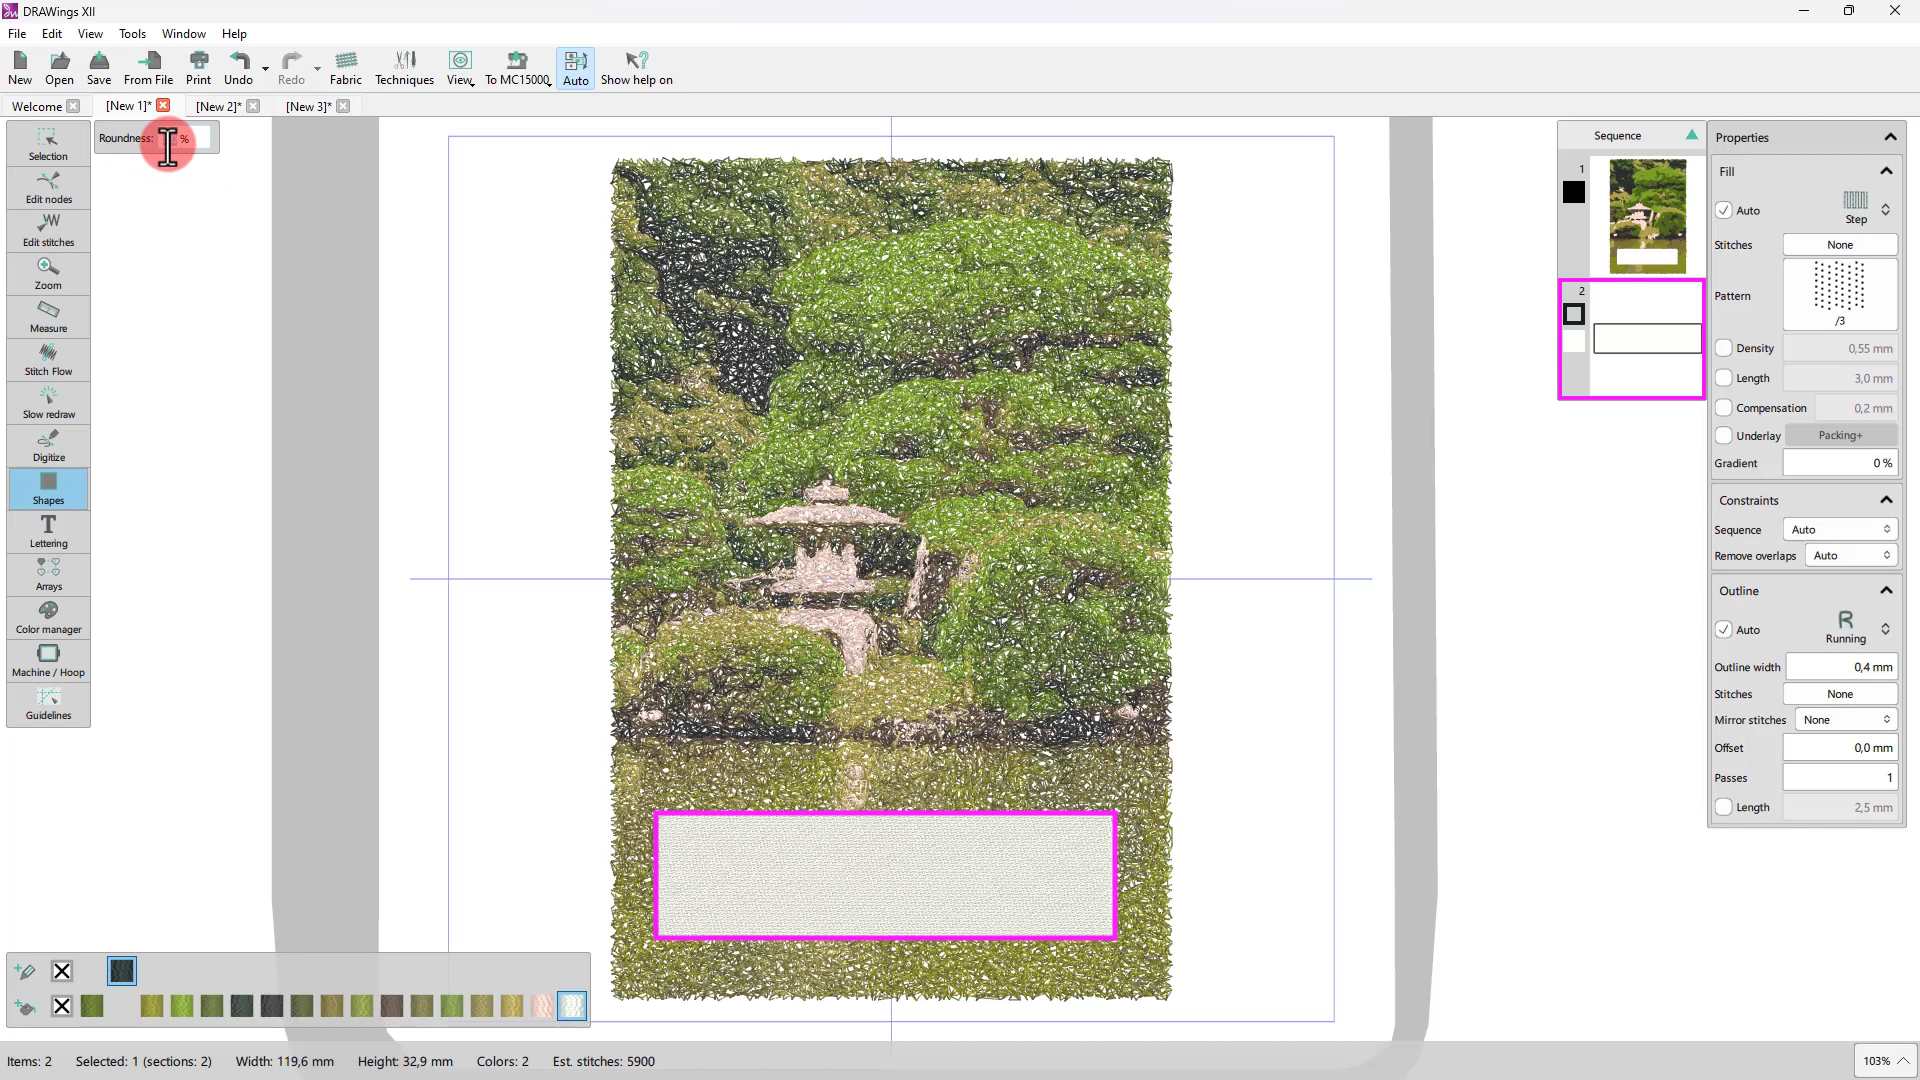 DRAWings XII
File Edit View Tools Window Help
New Open Save From File Print Undo Redo Fabric Techniques View To MC15000 Auto Show help on
Welcome [New 1]* [New 2]* [New 3]*
Selection
Edit nodes
Edit stitches
Zoom
Measure
Stitch Flow
Slow redraw
Digitize
Shapes
Lettering
Arrays
Color manager
Machine / Hoop
Guidelines
Roundness: %
Sequence
1
2
Properties
Fill
Auto Step
Stitches None
Pattern /3
Density 0,55 mm
Length 3,0 mm
Compensation 0,2 mm
Underlay Packing+
Gradient 0 %
Constraints
Sequence Auto
Remove overlaps Auto
Outline
Auto Running
Outline width 0,4 mm
Stitches None
Mirror stitches None
Offset 0,0 mm
Passes 1
Length 2,5 mm
Items: 2 Selected: 1 (sections: 2) Width: 119,6 mm Height: 32,9 mm Colors: 2 Est. stitches: 5900
103%